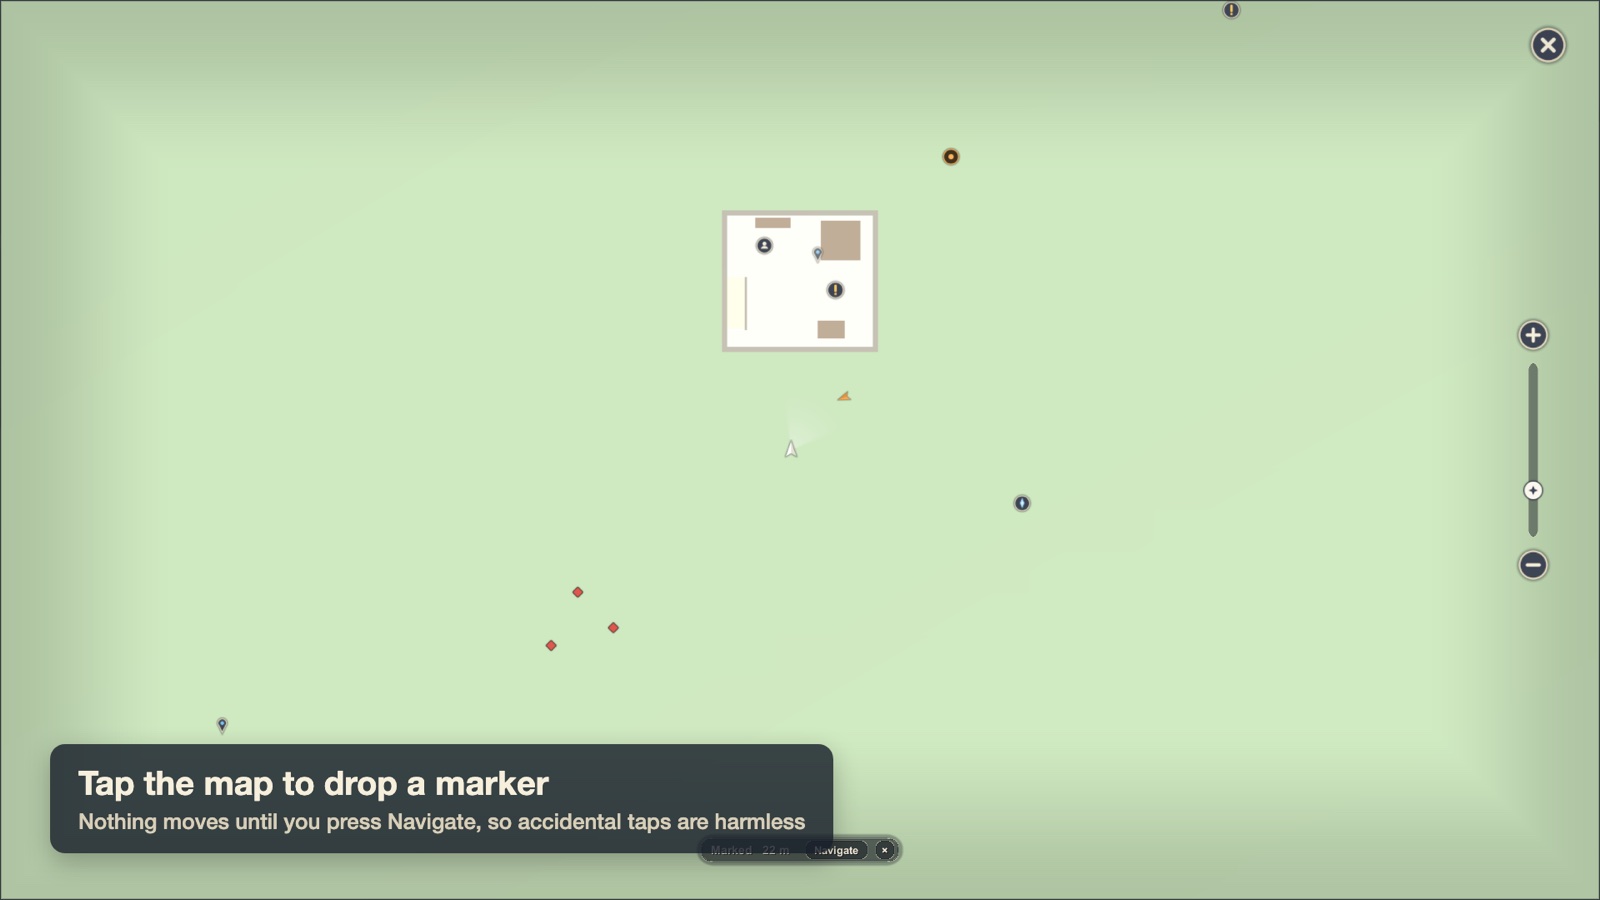 Tap the map to drop a marker
Nothing moves until you press Navigate, so accidental taps are harmless
Marked 22 m Navigate